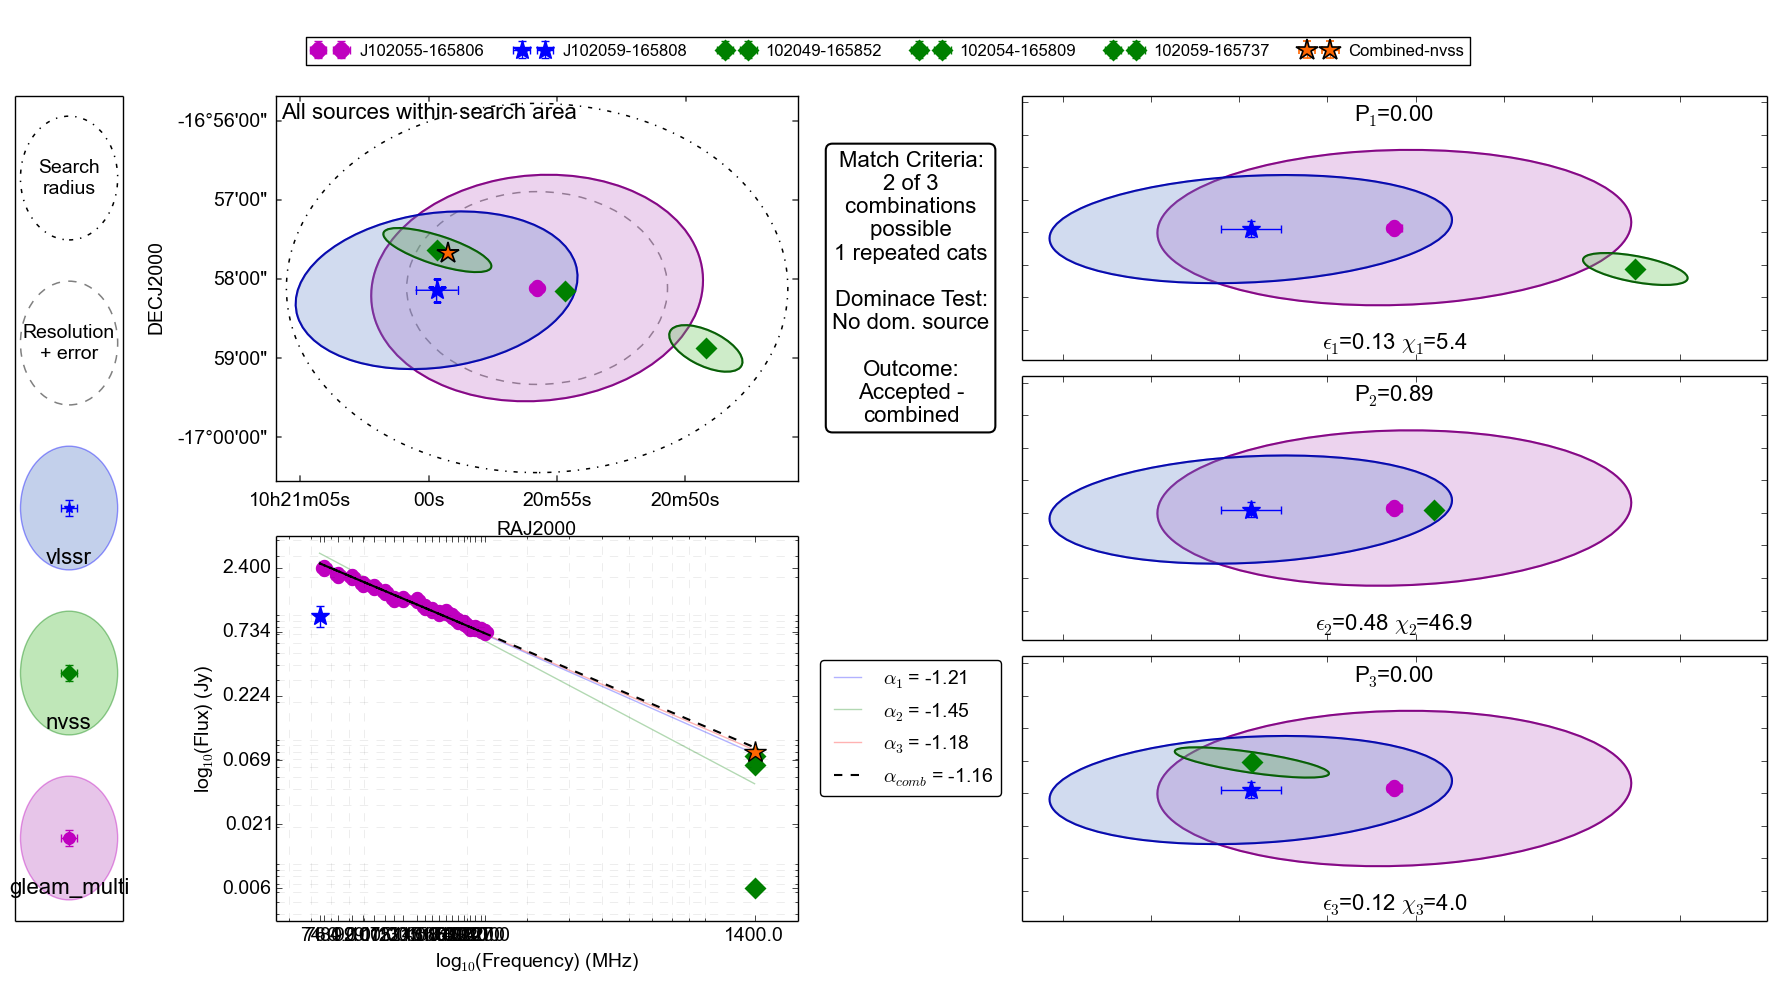 J102055-165806 J102059-165808 102049-165852 102054-165809 102059-165737 Combined-nvss
Search
radius
Resolution
+ error
vlssr
nvss
gleam_multi
All sources within search area
-16°56'00"
57'00"
58'00"
59'00"
-17°00'00"
DECJ2000
10h21m05s 00s 20m55s 20m50s
RAJ2000
Match Criteria:
2 of 3
combinations
possible
1 repeated cats
Dominace Test:
No dom. source
Outcome:
Accepted -
combined
2.400
0.734
0.224
0.069
0.021
0.006
log10(Flux) (Jy)
1400.0
log10(Frequency) (MHz)
α1 = -1.21
α2 = -1.45
α3 = -1.18
αcomb = -1.16
P1=0.00
ϵ1=0.13 χ1=5.4
P2=0.89
ϵ2=0.48 χ2=46.9
P3=0.00
ϵ3=0.12 χ3=4.0